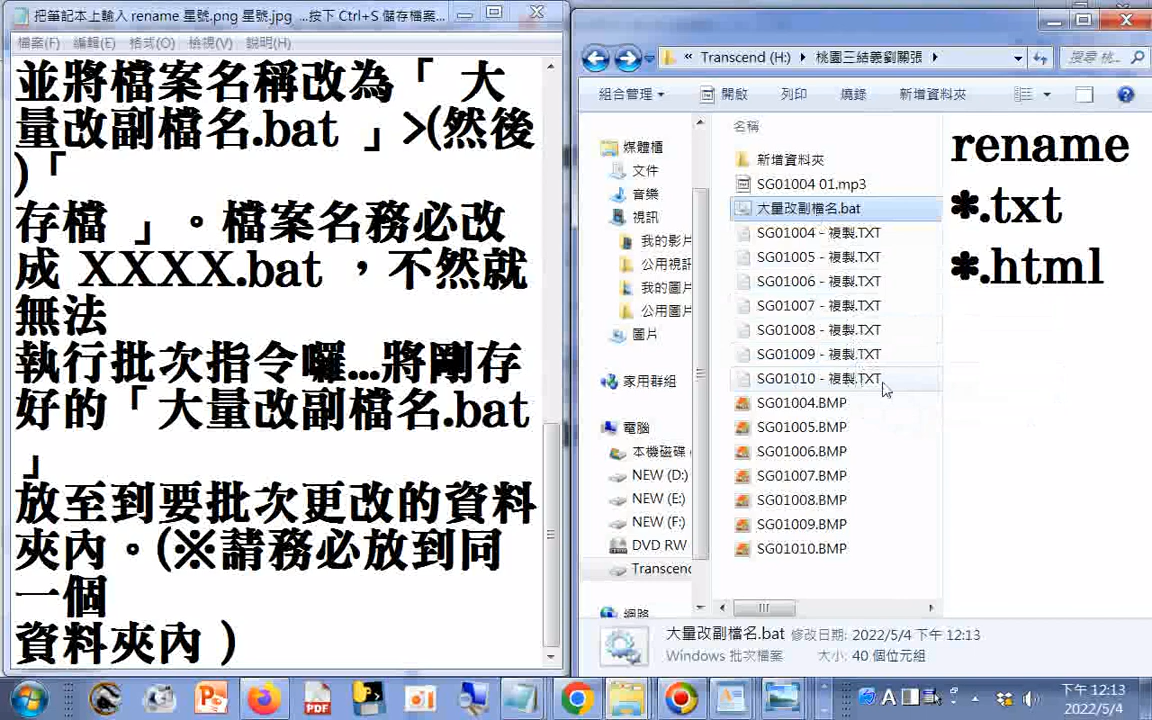 把筆記本上輸入 rename 星號.png 星號.jpg ...按下 Ctrl+S 儲存檔案...
檔案(F) 編輯(E) 格式(O) 檢視(V) 說明(H)
並將檔案名稱改為「 大
量改副檔名.bat 」>(然後
)「
存檔 」。檔案名務必改
成 XXXX.bat ，不然就
無法
執行批次指令囉...將剛存
好的「大量改副檔名.bat
」
放至到要批次更改的資料
夾內。(※請務必放到同
一個
資料夾內 )
Transcend (H:) 桃園三結義劉關張
搜尋 桃...
組合管理 開啟 列印 燒錄 新增資料夾
媒體櫃
文件
音樂
視訊
我的影片
公用視訊
我的圖片
公用圖片
圖片
家用群組
電腦
本機磁碟
NEW (D:)
NEW (E:)
NEW (F:)
DVD RW
Transcend
網路
名稱
新增資料夾
SG01004 01.mp3
大量改副檔名.bat
SG01004 - 複製.TXT
SG01005 - 複製.TXT
SG01006 - 複製.TXT
SG01007 - 複製.TXT
SG01008 - 複製.TXT
SG01009 - 複製.TXT
SG01010 - 複製.TXT
SG01004.BMP
SG01005.BMP
SG01006.BMP
SG01007.BMP
SG01008.BMP
SG01009.BMP
SG01010.BMP
rename
*.txt
*.html
大量改副檔名.bat 修改日期: 2022/5/4 下午 12:13
Windows 批次檔案 大小: 40 個位元組
PDF
A
下午 12:13
2022/5/4